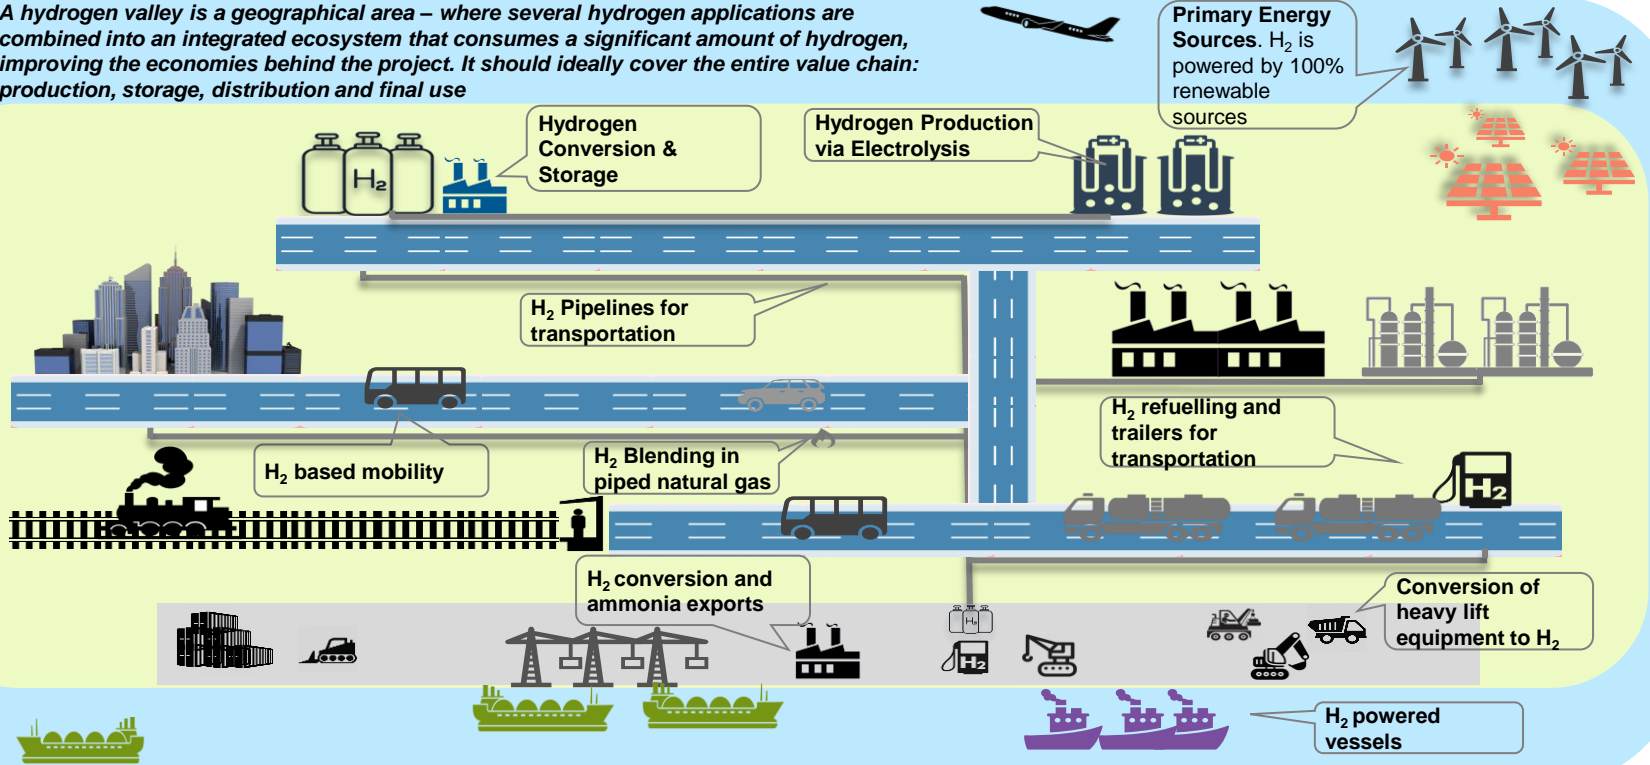 A hydrogen valley is a geographical area – where several hydrogen applications are
combined into an integrated ecosystem that consumes a significant amount of hydrogen,
improving the economies behind the project. It should ideally cover the entire value chain:
production, storage, distribution and final use
Primary Energy
Sources. H₂ is
powered by 100%
renewable
sources
Hydrogen
Conversion &
Storage
Hydrogen Production
via Electrolysis
H₂
H₂ Pipelines for
transportation
H₂ refuelling and
trailers for
transportation
H₂ based mobility
H₂ Blending in
piped natural gas
H2
H₂ conversion and
ammonia exports
Conversion of
heavy lift
equipment to H₂
H₂
H2
H₂ powered
vessels